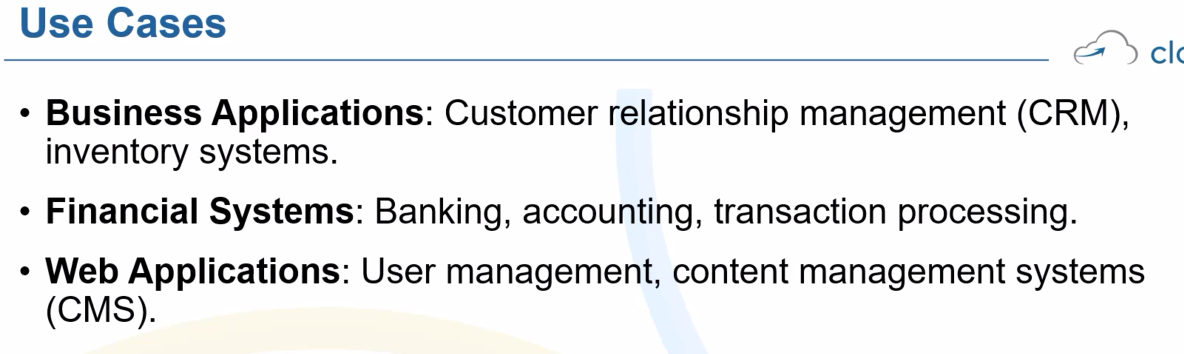 Use Cases
• Business Applications: Customer relationship management (CRM),
inventory systems.
• Financial Systems: Banking, accounting, transaction processing.
• Web Applications: User management, content management systems
(CMS).